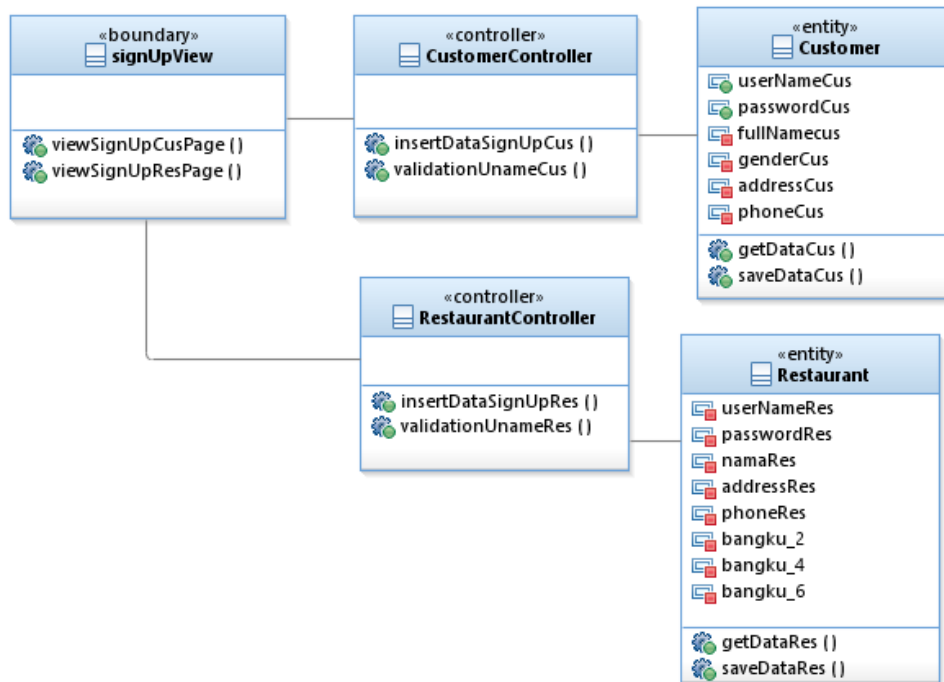 «boundary»
signUpView
viewSignUpCusPage ()
viewSignUpResPage ()
«controller»
CustomerController
insertDataSignUpCus ()
validationUnameCus ()
«entity»
Customer
userNameCus
passwordCus
fullNamecus
genderCus
addressCus
phoneCus
getDataCus ()
saveDataCus ()
«controller»
RestaurantController
insertDataSignUpRes ()
validationUnameRes ()
«entity»
Restaurant
userNameRes
passwordRes
namaRes
addressRes
phoneRes
bangku_2
bangku_4
bangku_6
getDataRes ()
saveDataRes ()